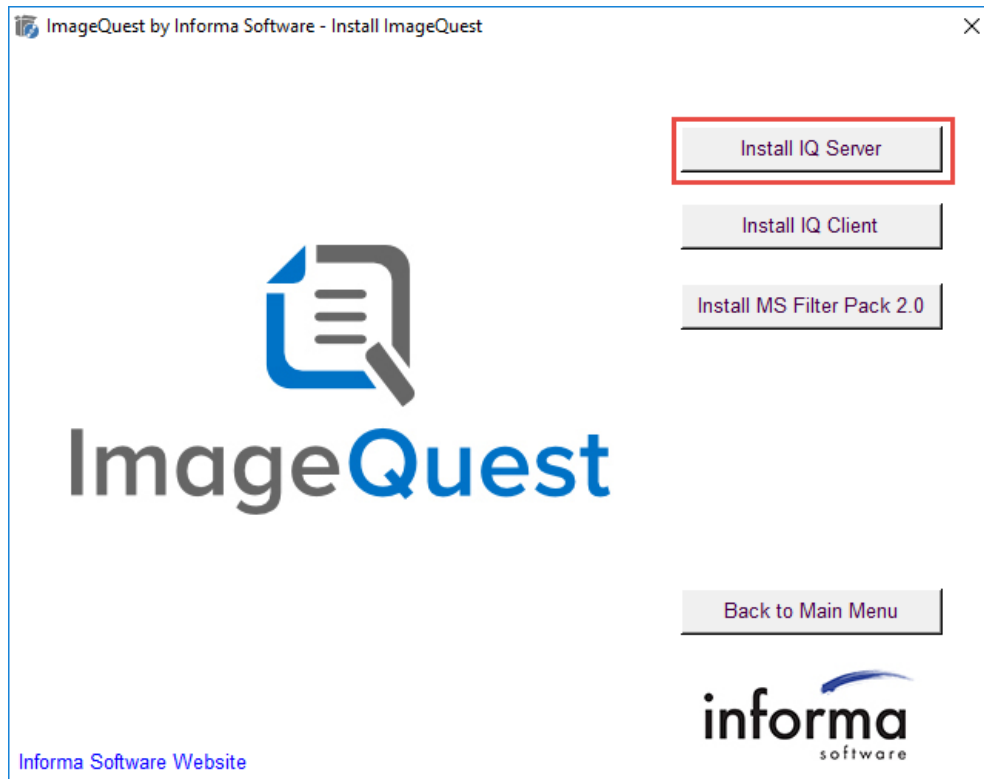 ImageQuest by Informa Software - Install ImageQuest
Install IQ Server
Install IQ Client
Install MS Filter Pack 2.0
ImageQuest
Back to Main Menu
informa
software
Informa Software Website